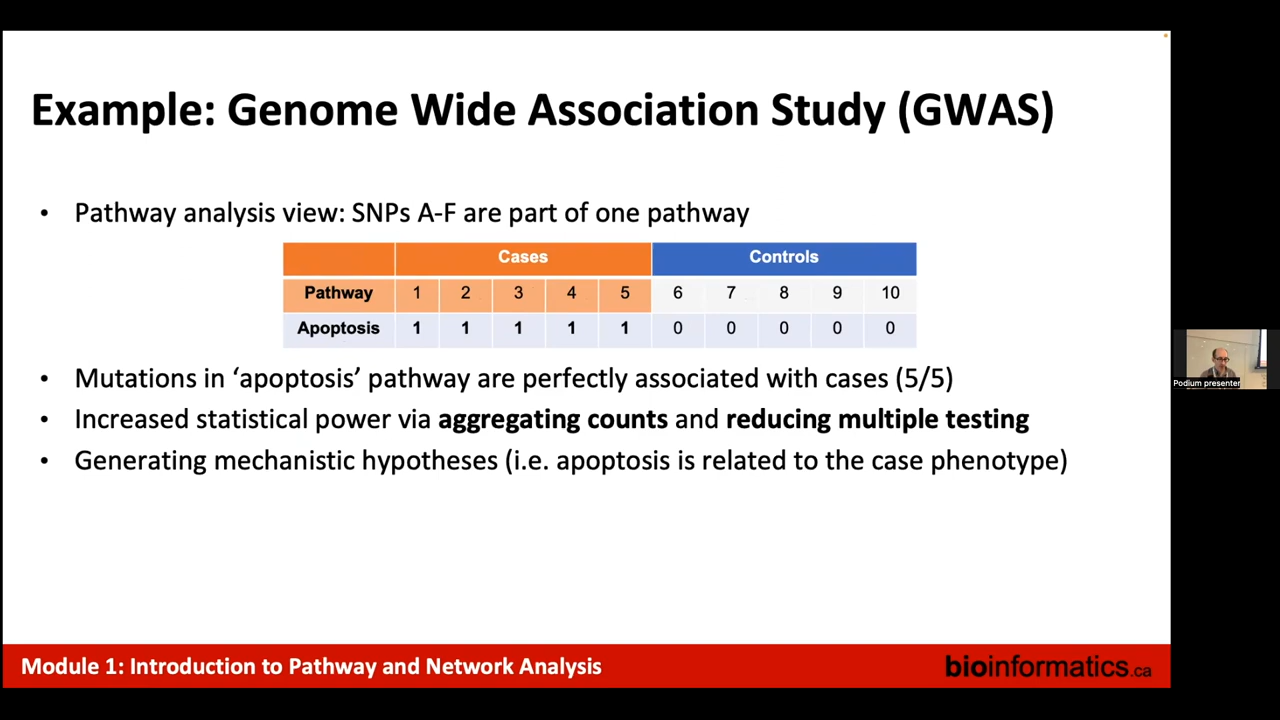 Example: Genome Wide Association Study (GWAS)
• Pathway analysis view: SNPs A-F are part of one pathway
Cases Controls
Pathway 1 2 3 4 5 6 7 8 9 10
Apoptosis 1 1 1 1 1 0 0 0 0 0
• Mutations in ‘apoptosis’ pathway are perfectly associated with cases (5/5)
• Increased statistical power via aggregating counts and reducing multiple testing
• Generating mechanistic hypotheses (i.e. apoptosis is related to the case phenotype)
Podium presenter
Module 1: Introduction to Pathway and Network Analysis
bioinformatics.ca